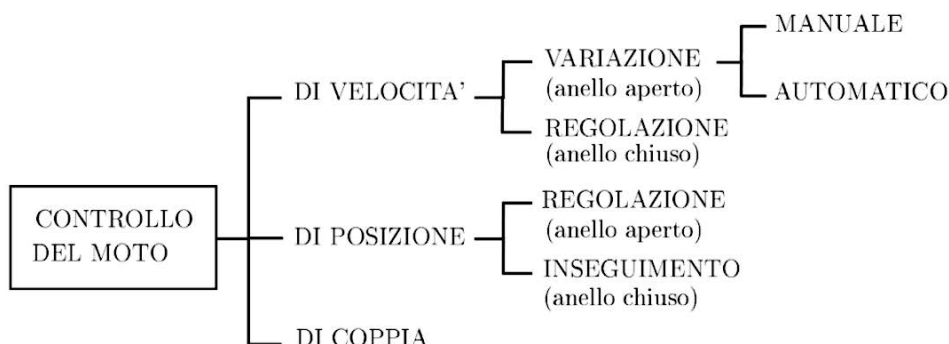 MANUALE
VARIAZIONE
(anello aperto)
AUTOMATICO
DI VELOCITA'
REGOLAZIONE
(anello chiuso)
CONTROLLO
DEL MOTO
DI POSIZIONE
REGOLAZIONE
(anello aperto)
INSEGUIMENTO
(anello chiuso)
DI COPPIA